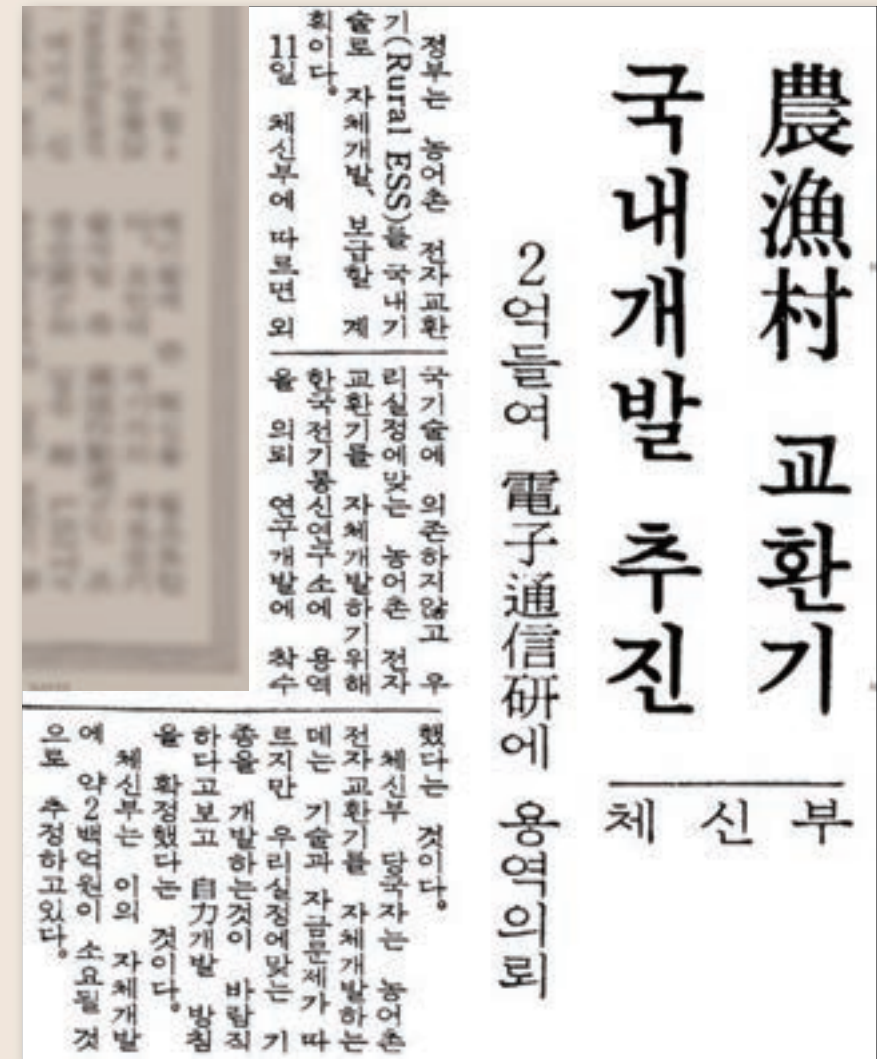 農漁村 교환기
국내개발 추진
체신부
2억들여 電子通信研에 용역의뢰
정부는 농어촌 전자교환
기(Rural ESS)를 국내기
술로 자체개발、보급할 계
획이다。
11일 체신부에 따르면 외
국기술에 의존하지않고 우
리실정에맞는 농어촌 전자
교환기를 자체개발하기위해
한국전기통신연구소에 용역
을 의뢰 연구개발에 착수
했다는 것이다。
체신부 당국자는 농어촌
전자교환기를 자체개발하는
데는 기술과 자금문제가 따
르지만 우리실정에맞는 기
종을 개발하는것이 바람직
하다고보고 自力개발 방침
을 확정했다는 것이다。
체신부는 이의 자체개발
에 약2백억원이 소요될 것
으로 추정하고있다。